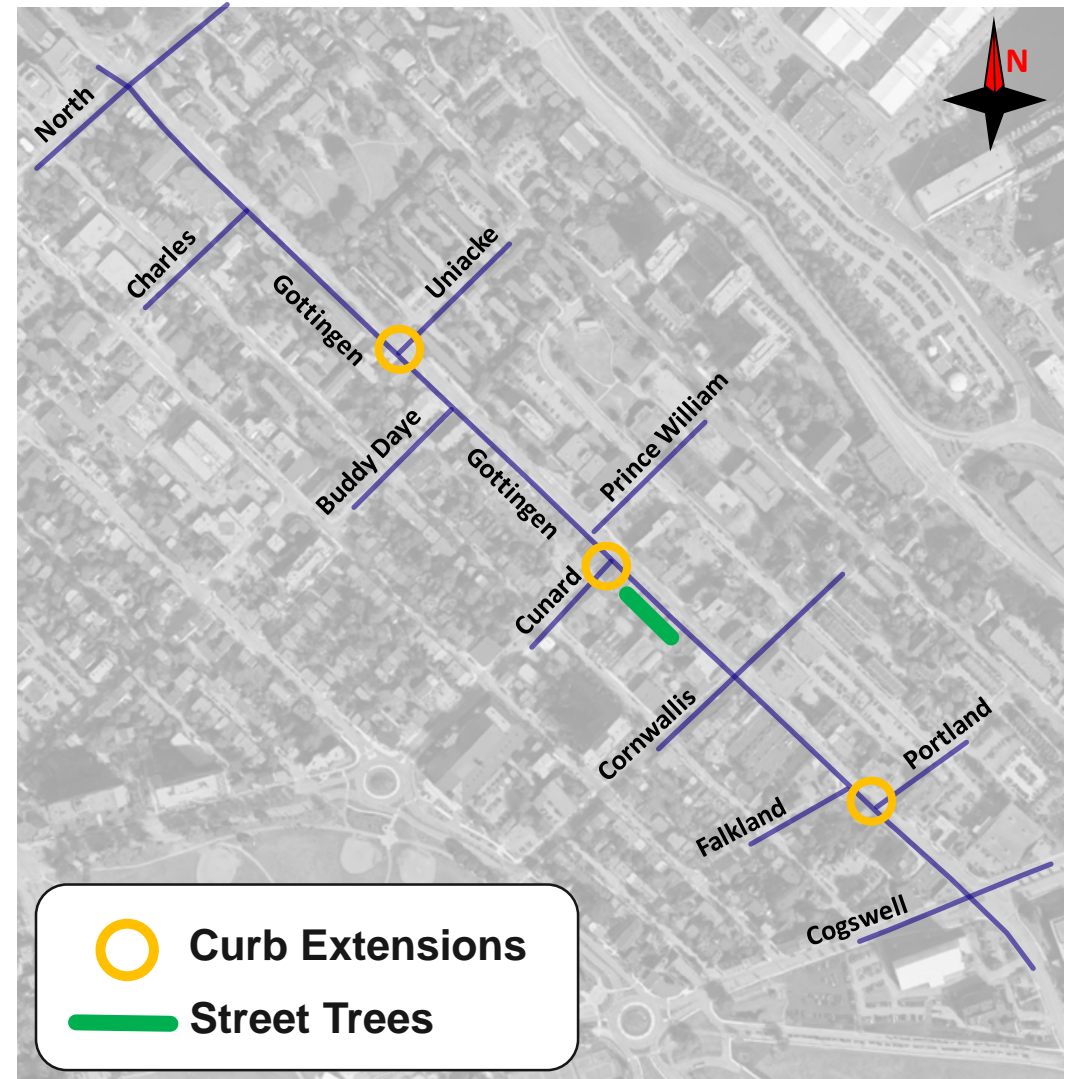 N
North
Charles
Uniacke
Gottingen
Buddy Daye
Prince William
Gottingen
Cunard
Cornwallis
Portland
Falkland
Cogswell
Curb Extensions
Street Trees